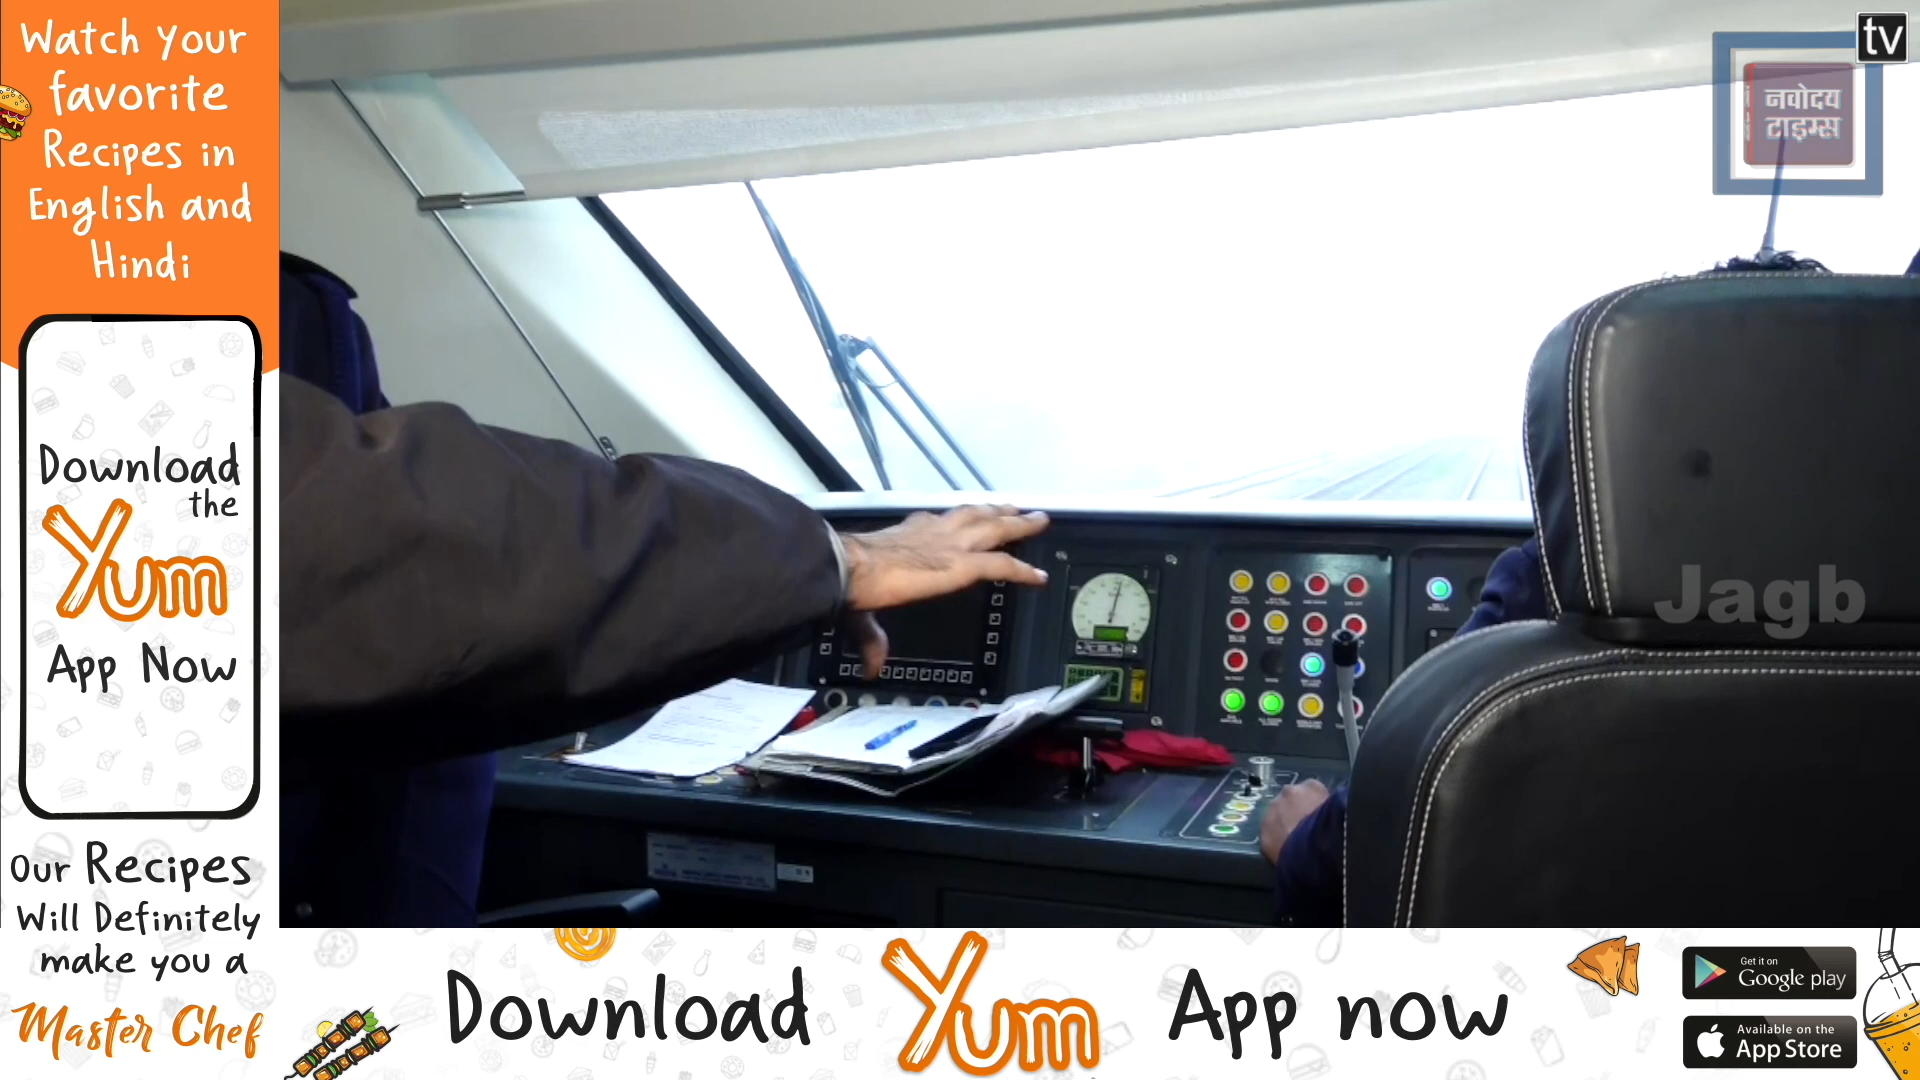 Watch your
favorite
Recipes in
English and
Hindi
Download
the
Yum
App Now
Our Recipes
Will Definitely
make you a
Master Chef
tv
नवोदय
टाइम्स
Jagb
Download Yum App now
Get it on
Google play
Available on the
App Store